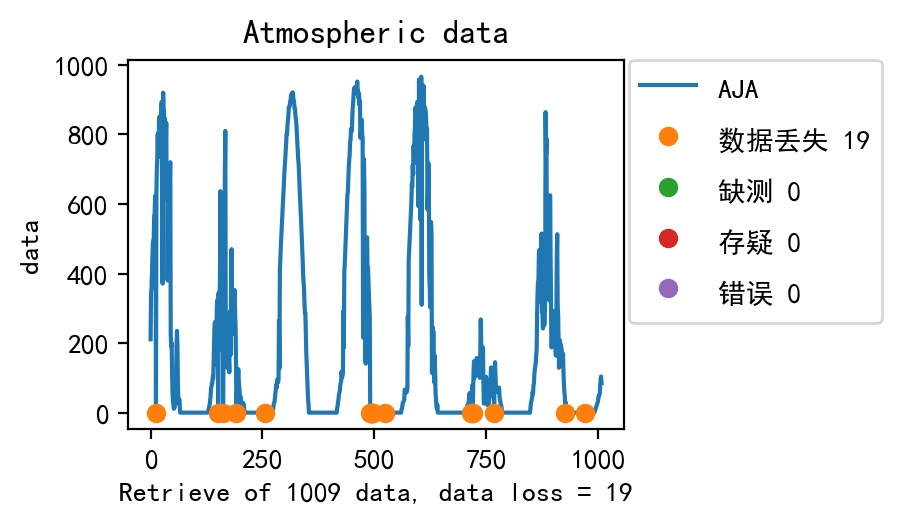 Atmospheric data
1000
800
600
400
200
0
data
0 250 500 750 1000
Retrieve of 1009 data, data loss = 19
AJA
数据丢失 19
缺测 0
存疑 0
错误 0